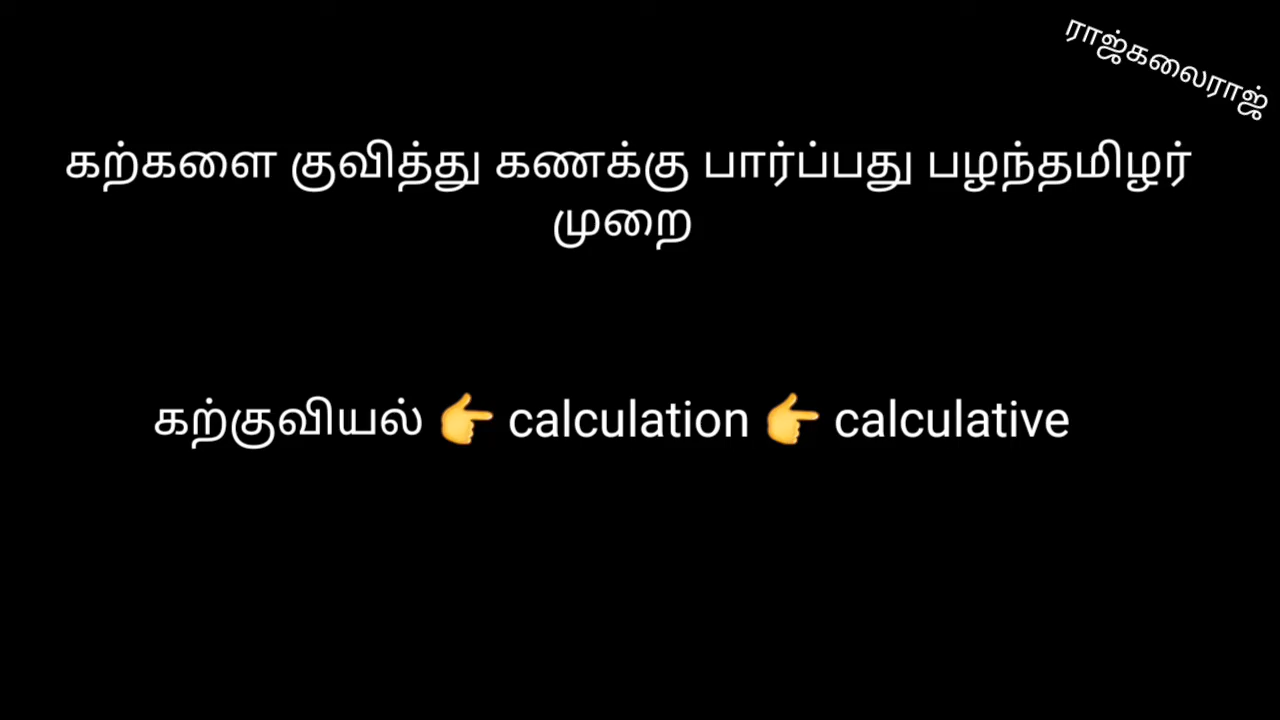 ராஜ்கலைராஜ்
கற்களை குவித்து கணக்கு பார்ப்பது பழந்தமிழர்
முறை
கற்குவியல் 👉 calculation 👉 calculative